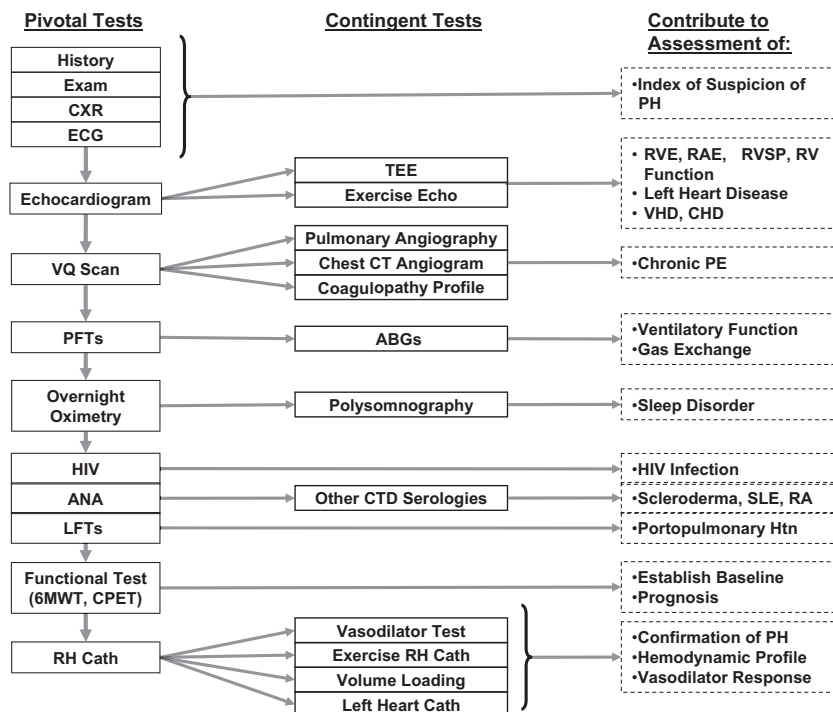 Pivotal Tests
Contingent Tests
Contribute to
Assessment of:
History
Exam
CXR
ECG
•Index of Suspicion of
PH
Echocardiogram
TEE
Exercise Echo
• RVE, RAE, RVSP, RV
Function
• Left Heart Disease
• VHD, CHD
VQ Scan
Pulmonary Angiography
Chest CT Angiogram
Coagulopathy Profile
•Chronic PE
PFTs
ABGs
•Ventilatory Function
•Gas Exchange
Overnight
Oximetry
Polysomnography
•Sleep Disorder
HIV
•HIV Infection
ANA
Other CTD Serologies
•Scleroderma, SLE, RA
LFTs
•Portopulmonary Htn
Functional Test
(6MWT, CPET)
•Establish Baseline
•Prognosis
RH Cath
Vasodilator Test
Exercise RH Cath
Volume Loading
Left Heart Cath
•Confirmation of PH
•Hemodynamic Profile
•Vasodilator Response